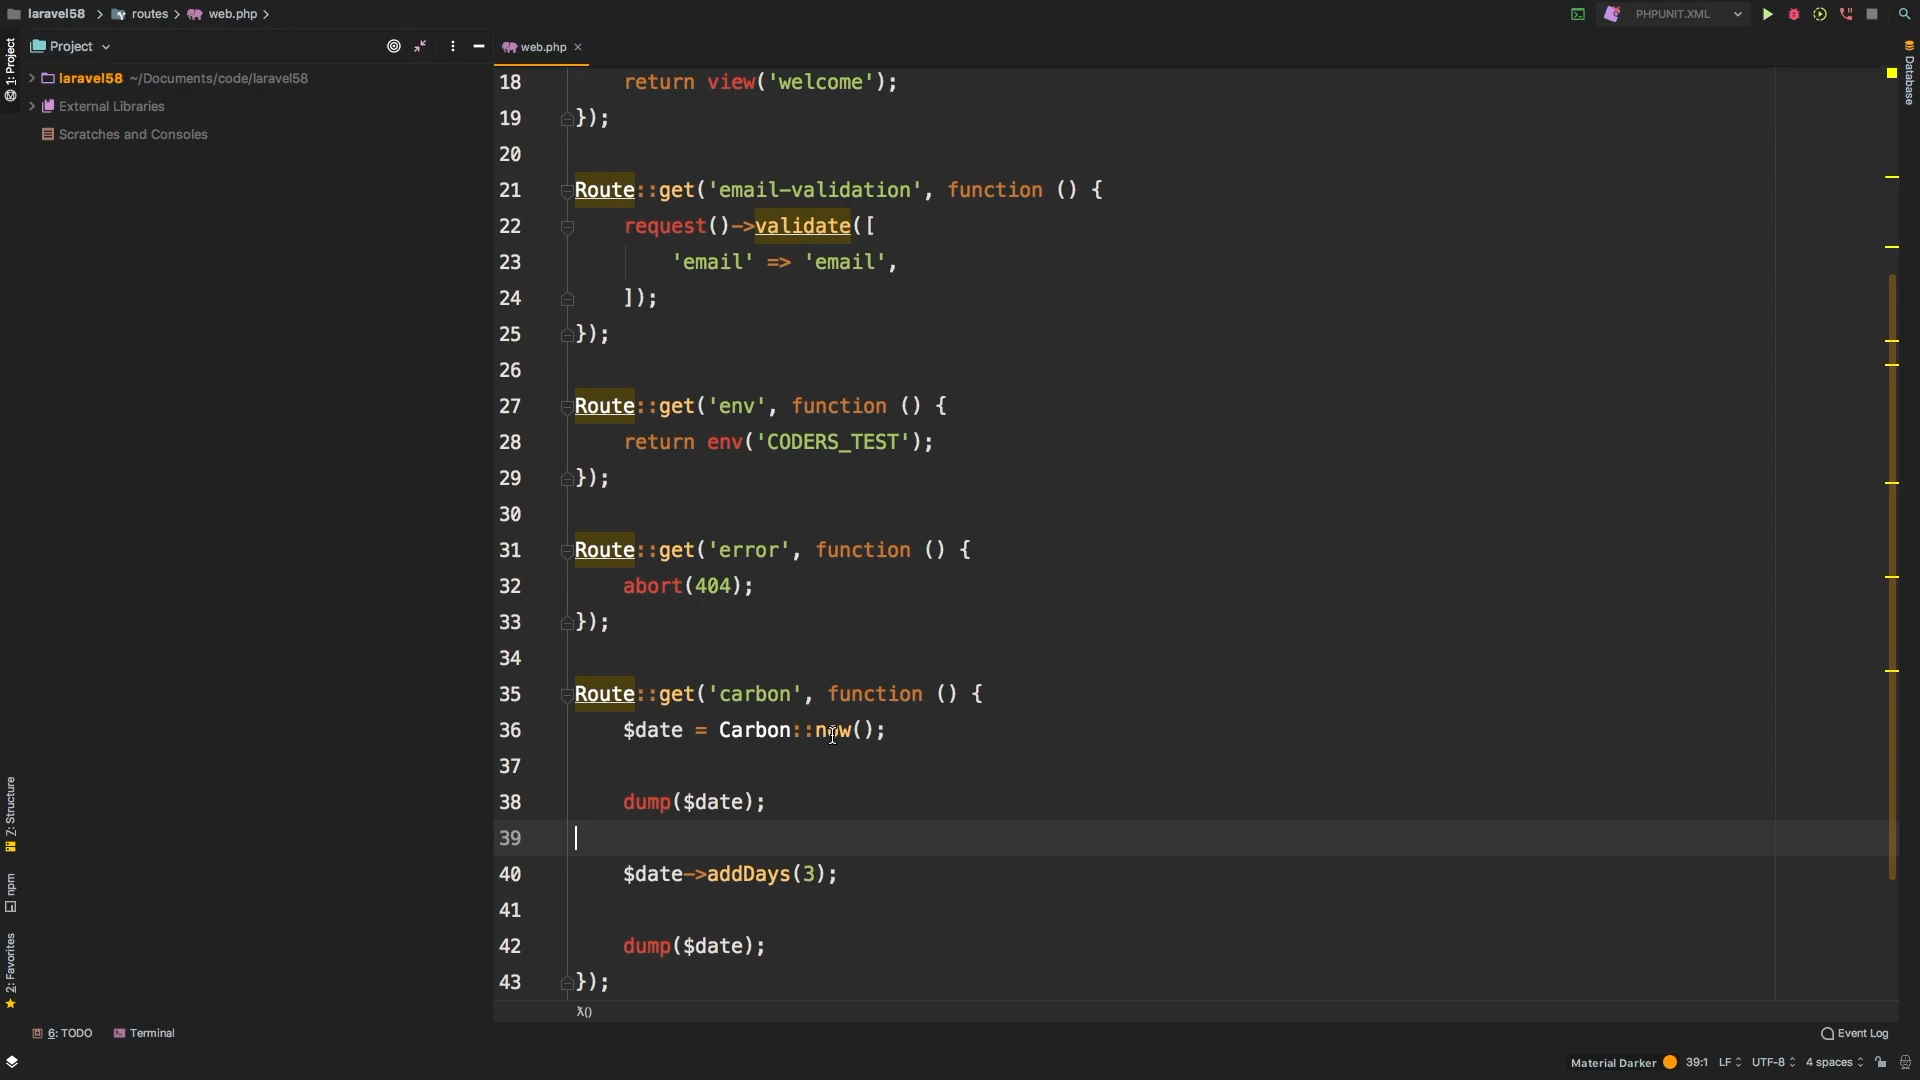 laravel58 routes web.php
PHPUNIT.XML
1: Project
Project
web.php
laravel58 ~/Documents/code/laravel58
External Libraries
Scratches and Consoles
18 return view('welcome');
19 });
20
21 Route::get('email-validation', function () {
22 request()->validate([
23 'email' => 'email',
24 ]);
25 });
26
27 Route::get('env', function () {
28 return env('CODERS_TEST');
29 });
30
31 Route::get('error', function () {
32 abort(404);
33 });
34
35 Route::get('carbon', function () {
36 $date = Carbon::now();
37
38 dump($date);
39
40 $date->addDays(3);
41
42 dump($date);
43 });
λ()
Database
Z: Structure
npm
2: Favorites
6: TODO Terminal
Event Log
Material Darker 39:1 LF UTF-8 4 spaces